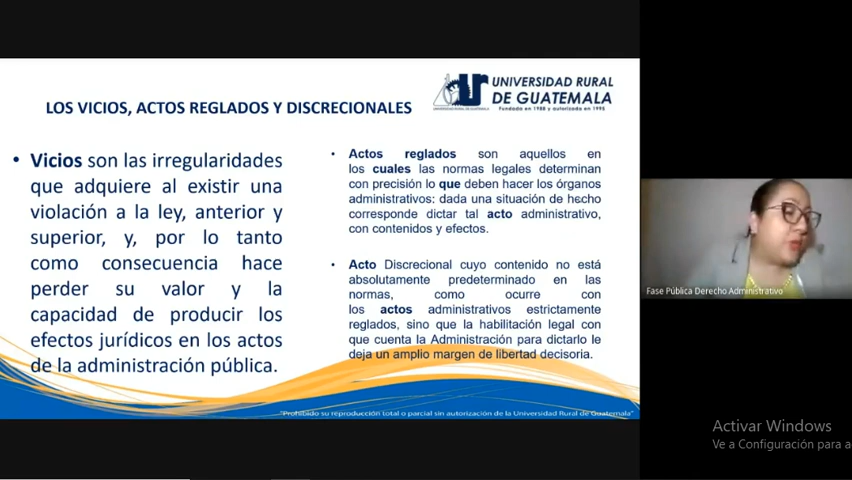 LOS VICIOS, ACTOS REGLADOS Y DISCRECIONALES
UNIVERSIDAD RURAL
DE GUATEMALA
Fundada en 1988 y autorizada en 1995
• Vicios son las irregularidades
que adquiere al existir una
violación a la ley, anterior y
superior, y, por lo tanto
como consecuencia hace
perder su valor y la
capacidad de producir los
efectos jurídicos en los actos
de la administración pública.
• Actos reglados son aquellos en
los cuales las normas legales determinan
con precisión lo que deben hacer los órganos
administrativos: dada una situación de hecho
corresponde dictar tal acto administrativo,
con contenidos y efectos.
• Acto Discrecional cuyo contenido no está
absolutamente predeterminado en las
normas, como ocurre con
los actos administrativos estrictamente
reglados, sino que la habilitación legal con
que cuenta la Administración para dictarlo le
deja un amplio margen de libertad decisoria.
"Prohibido su reproducción total o parcial sin autorización de la Universidad Rural de Guatemala"
Fase Pública Derecho Administrativo
Activar Windows
Ve a Configuración para a